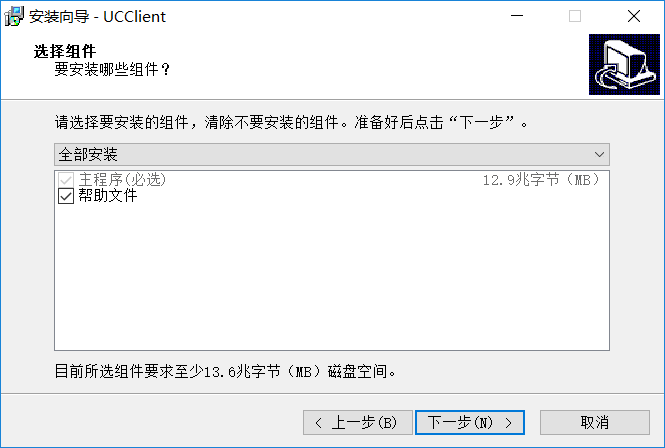 安装向导 - UCClient
选择组件
要安装哪些组件？
请选择要安装的组件，清除不要安装的组件。准备好后点击“下一步”。
全部安装
主程序(必选) 12.9兆字节（MB）
帮助文件
目前所选组件要求至少13.6兆字节（MB）磁盘空间。
< 上一步(B) 下一步(N) > 取消